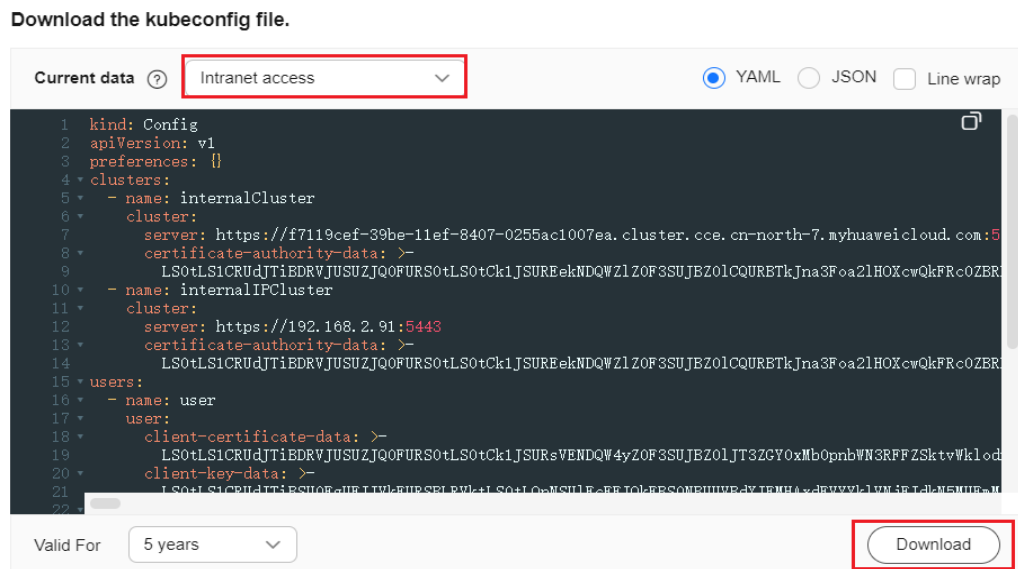 Download the kubeconfig file.
Current data ? Intranet access YAML JSON Line wrap
1 kind: Config
2 apiVersion: v1
3 preferences: {}
4 clusters:
5 - name: internalCluster
6 cluster:
7 server: https://f7119cef-39be-11ef-8407-0255ac1007ea.cluster.cce.cn-north-7.myhuaweicloud.com:5
8 certificate-authority-data: >-
9
10 - name: internalIPCluster
11 cluster:
12 server: https://192.168.2.91:5443
13 certificate-authority-data: >-
14
15 users:
16 - name: user
17 user:
18 client-certificate-data: >-
19
20 client-key-data: >-
21
22
Valid For 5 years Download